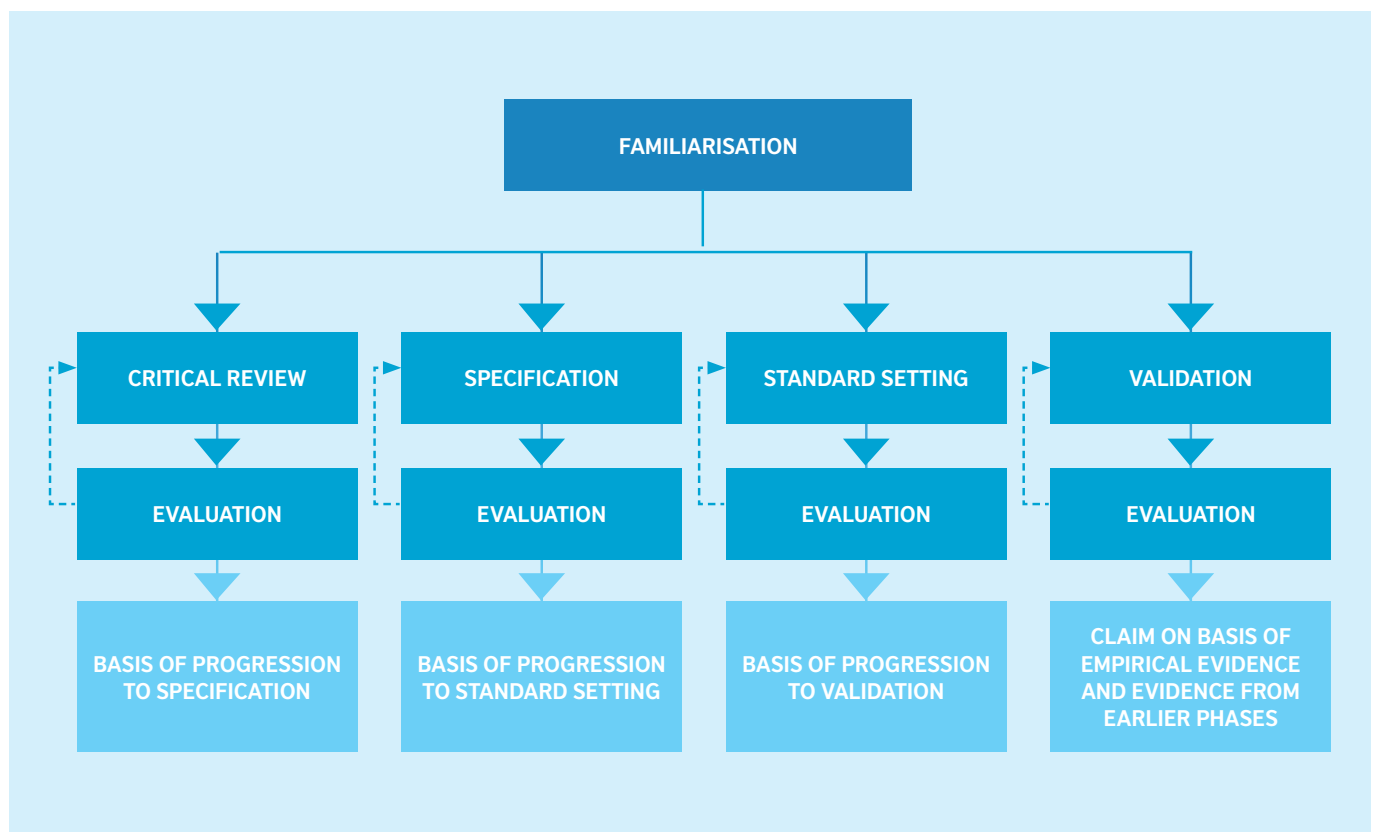 FAMILIARISATION
CRITICAL REVIEW
SPECIFICATION
STANDARD SETTING
VALIDATION
EVALUATION
EVALUATION
EVALUATION
EVALUATION
BASIS OF PROGRESSION
TO SPECIFICATION
BASIS OF PROGRESSION
TO STANDARD SETTING
BASIS OF PROGRESSION
TO VALIDATION
CLAIM ON BASIS OF
EMPIRICAL EVIDENCE
AND EVIDENCE FROM
EARLIER PHASES